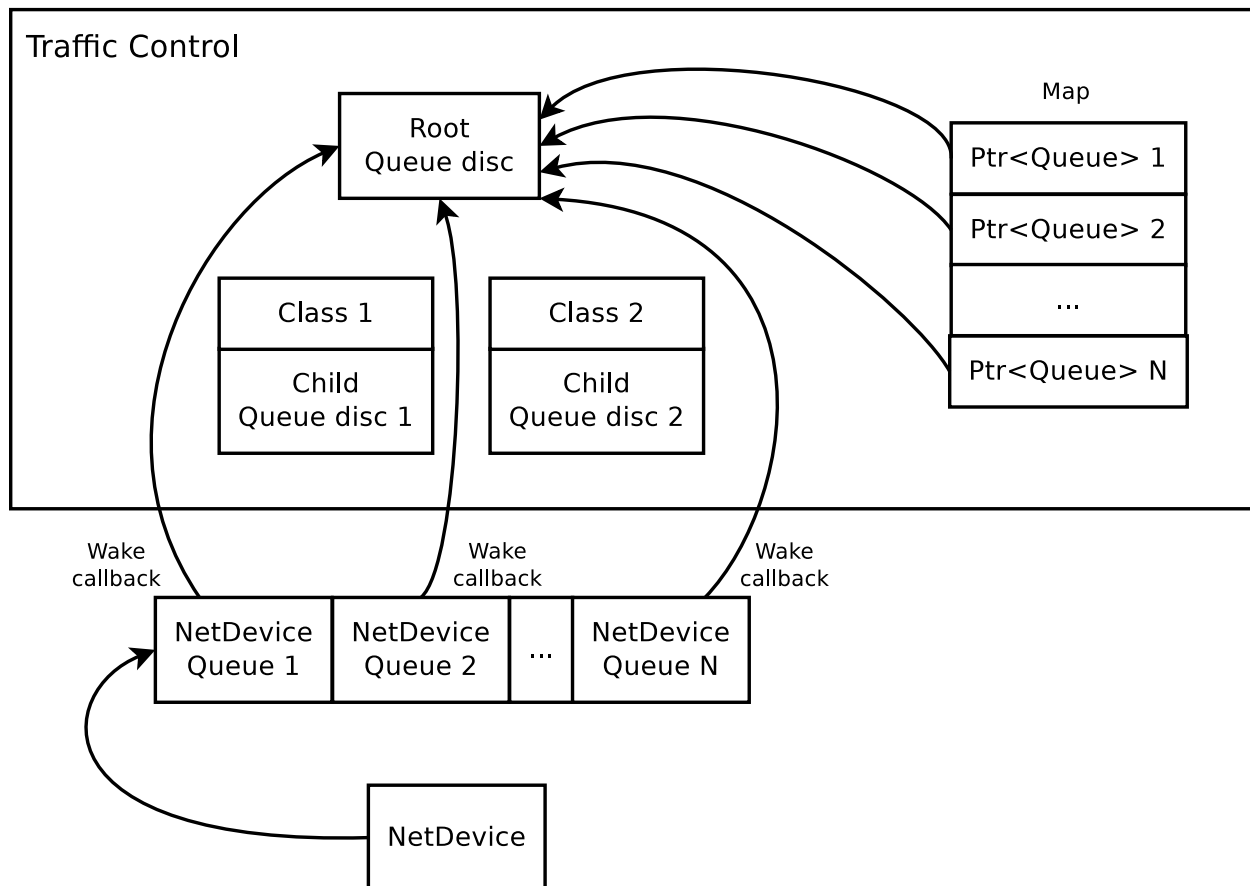 Traffic Control
Root
Queue disc
Map
Ptr<Queue> 1
Ptr<Queue> 2
...
Ptr<Queue> N
Class 1
Child
Queue disc 1
Class 2
Child
Queue disc 2
Wake
callback
Wake
callback
Wake
callback
NetDevice
Queue 1
NetDevice
Queue 2
...
NetDevice
Queue N
NetDevice